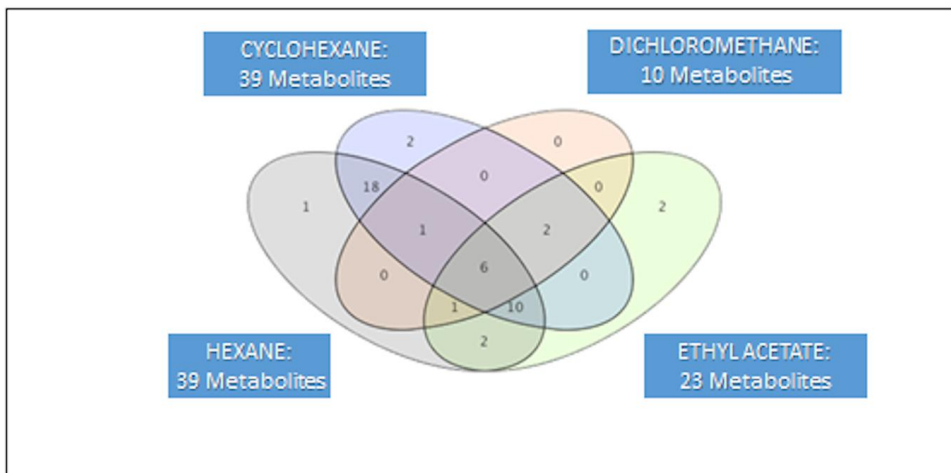 CYCLOHEXANE:
39 Metabolites
DICHLOROMETHANE:
10 Metabolites
2
0
18
0
0
1
2
1
2
0
6
0
1
10
2
HEXANE:
39 Metabolites
ETHYL ACETATE:
23 Metabolites